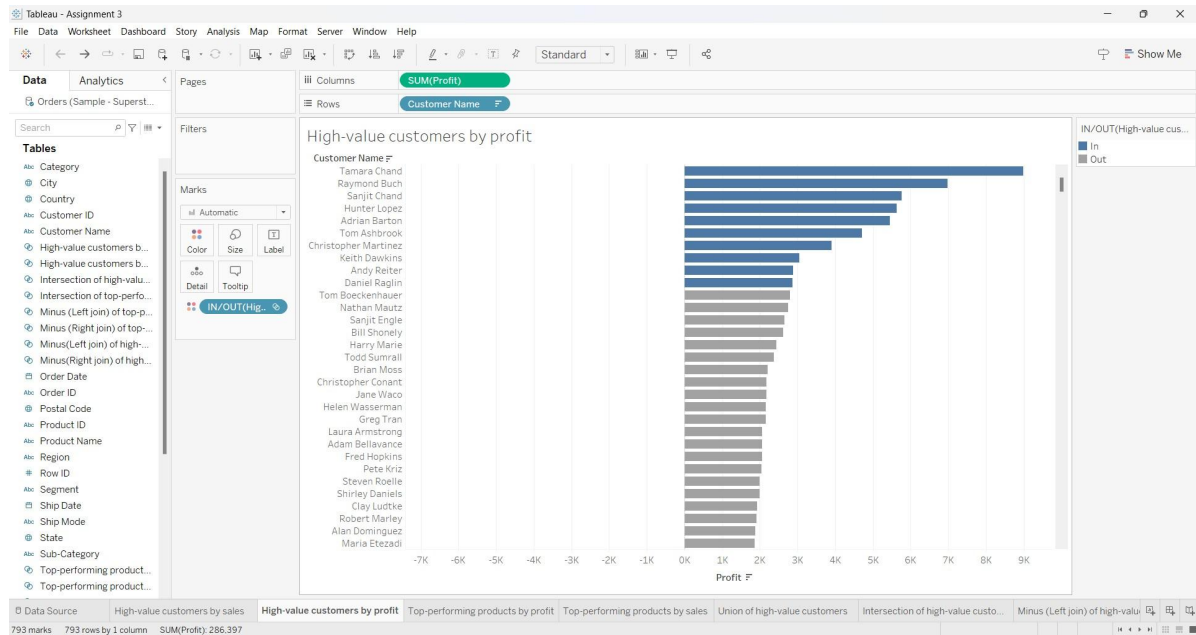 Tableau - Assignment 3
File Data Worksheet Dashboard Story Analysis Map Format Server Window Help
Standard
Show Me
Data Analytics
Orders (Sample - Superst...
Search
Tables
Abc Category
City
Country
Abc Customer ID
Abc Customer Name
High-value customers b...
High-value customers b...
Intersection of high-valu...
Intersection of top-perfo...
Minus (Left join) of top-p...
Minus (Right join) of top-...
Minus(Left join) of high-...
Minus(Right join) of high...
Order Date
Abc Order ID
Postal Code
Abc Product ID
Abc Product Name
Abc Region
# Row ID
Abc Segment
Ship Date
Abc Ship Mode
State
Abc Sub-Category
Top-performing product...
Top-performing product...
Pages
Filters
Marks
Automatic
Color Size Label
Detail Tooltip
IN/OUT(Hig..
Columns SUM(Profit)
Rows Customer Name
High-value customers by profit
Customer Name
Tamara Chand
Raymond Buch
Sanjit Chand
Hunter Lopez
Adrian Barton
Tom Ashbrook
Christopher Martinez
Keith Dawkins
Andy Reiter
Daniel Raglin
Tom Boeckenhauer
Nathan Mautz
Sanjit Engle
Bill Shonely
Harry Marie
Todd Sumrall
Brian Moss
Christopher Conant
Jane Waco
Helen Wasserman
Greg Tran
Laura Armstrong
Adam Bellavance
Fred Hopkins
Pete Kriz
Steven Roelle
Shirley Daniels
Clay Ludtke
Robert Marley
Alan Dominguez
Maria Etezadi
-7K -6K -5K -4K -3K -2K -1K 0K 1K 2K 3K 4K 5K 6K 7K 8K 9K
Profit
IN/OUT(High-value cus...
In
Out
Data Source High-value customers by sales High-value customers by profit Top-performing products by profit Top-performing products by sales Union of high-value customers Intersection of high-value custo... Minus (Left join) of high-valu
793 marks 793 rows by 1 column SUM(Profit): 286,397